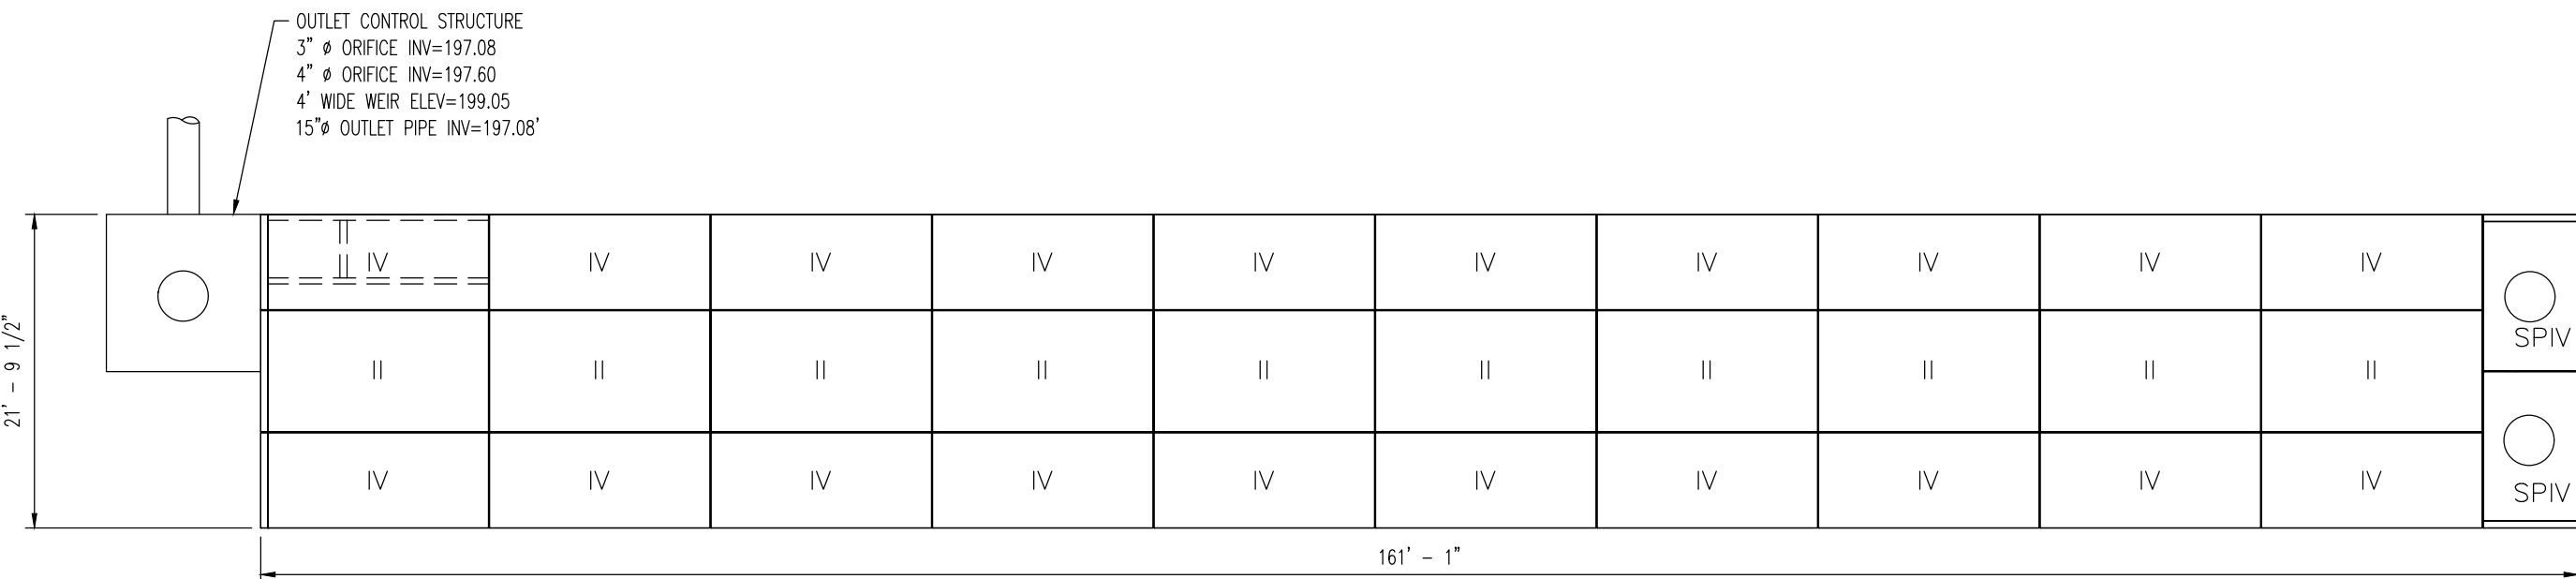 OUTLET CONTROL STRUCTURE
3" ø ORIFICE INV=197.08
4" ø ORIFICE INV=197.60
4' WIDE WEIR ELEV=199.05
15"ø OUTLET PIPE INV=197.08'
IV IV IV IV IV IV IV IV IV IV
SPIV
21' - 9 1/2"
II II II II II II II II II II
IV IV IV IV IV IV IV IV IV IV
SPIV
161' - 1"